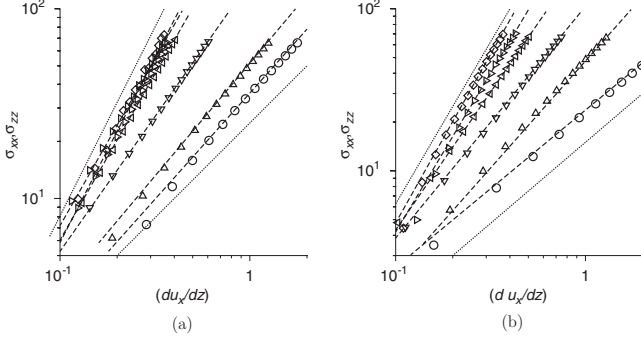 10²
10²
σxx,σzz
σxx,σzz
10¹
10¹
10⁻¹
1
10⁻¹
1
(dux/dz)
(d ux/dz)
(a)
(b)